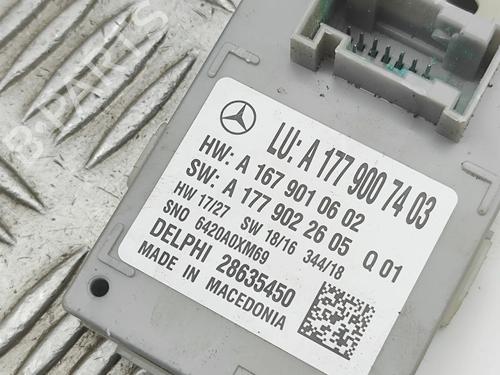 B-PARTS
LU: A 177 900 74 03
HW: A 167 901 06 02
SW: A 177 902 26 05 Q 01
HW 17/27 SW 18/16 344/18
SNO 6420A0XM69
DELPHI 28635450
MADE IN MACEDONIA